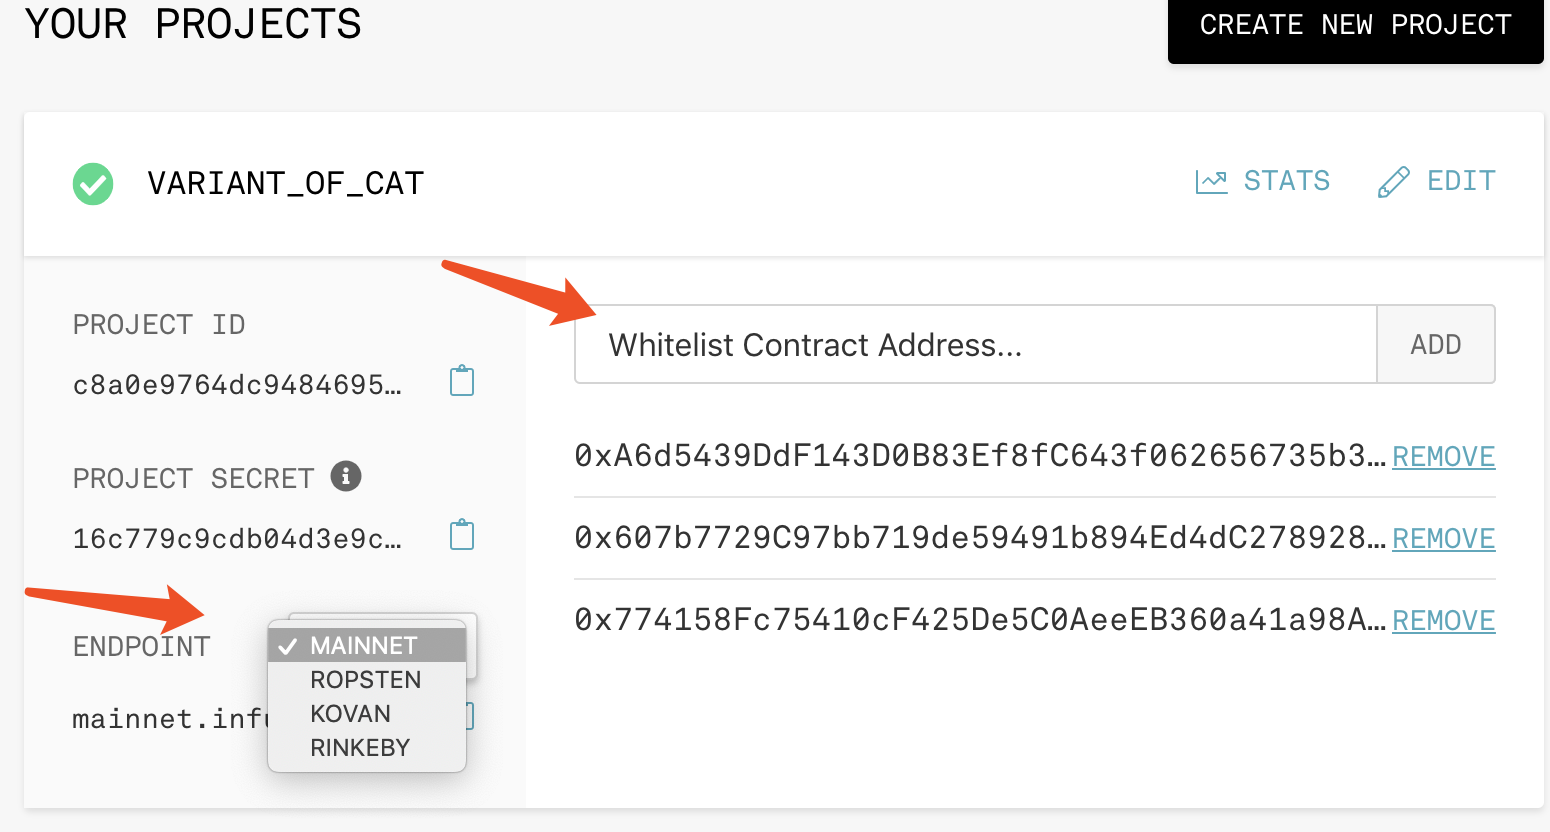 YOUR PROJECTS
CREATE NEW PROJECT
VARIANT_OF_CAT
STATS
EDIT
PROJECT ID
c8a0e9764dc9484695…
PROJECT SECRET
16c779c9cdb04d3e9c…
ENDPOINT
MAINNET
ROPSTEN
KOVAN
RINKEBY
mainnet.infu
Whitelist Contract Address...
ADD
0xA6d5439DdF143D0B83Ef8fC643f062656735b3… REMOVE
0x607b7729C97bb719de59491b894Ed4dC278928… REMOVE
0x774158Fc75410cF425De5C0AeeEB360a41a98A… REMOVE